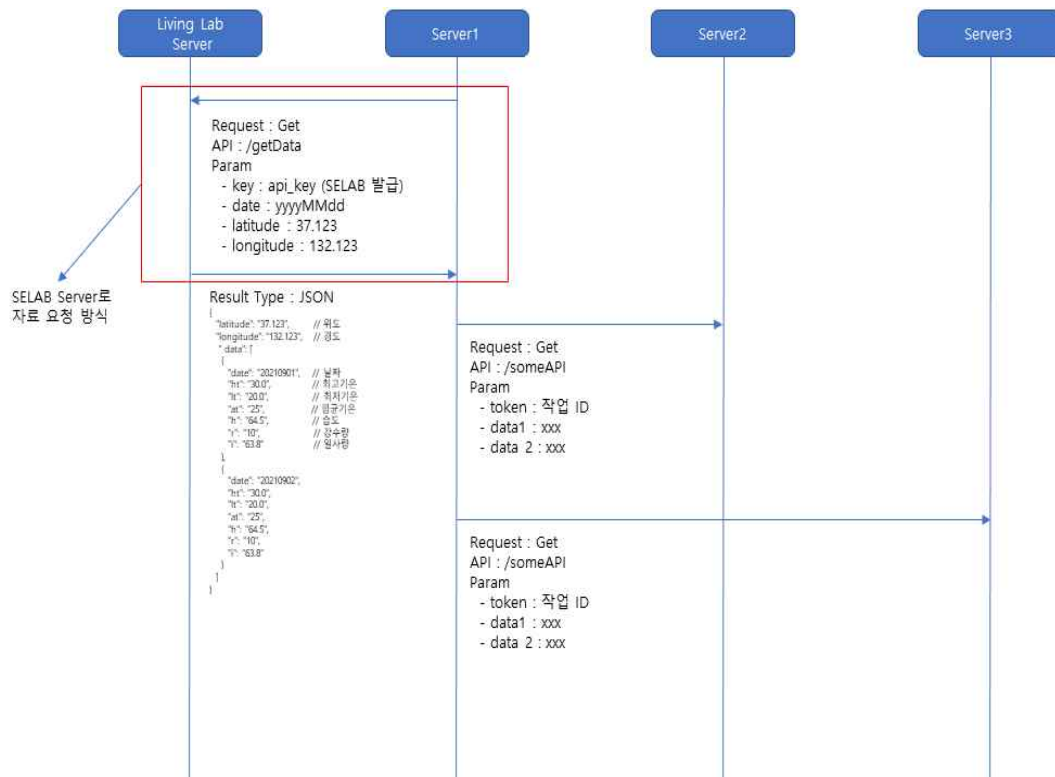 Living Lab
Server
Server1
Server2
Server3
Request : Get
API : /getData
Param
- key : api_key (SELAB 발급)
- date : yyyyMMdd
- latitude : 37.123
- longitude : 132.123
SELAB Server로
자료 요청 방식
Result Type : JSON
{
"latitude": "37.123", // 위도
"longitude": "132.123", // 경도
"data": [
{
"date": "20210901", // 날짜
"ht": "30.0", // 최고기온
"lt": "20.0", // 최저기온
"at": "25", // 평균기온
"h": "64.5", // 습도
"r": "10", // 강수량
"i": "63.8" // 일사량
},
{
"date": "20210902",
"ht": "30.0",
"lt": "20.0",
"at": "25",
"h": "64.5",
"r": "10",
"i": "63.8"
}
]
}
Request : Get
API : /someAPI
Param
- token : 작업 ID
- data1 : xxx
- data 2 : xxx
Request : Get
API : /someAPI
Param
- token : 작업 ID
- data1 : xxx
- data 2 : xxx